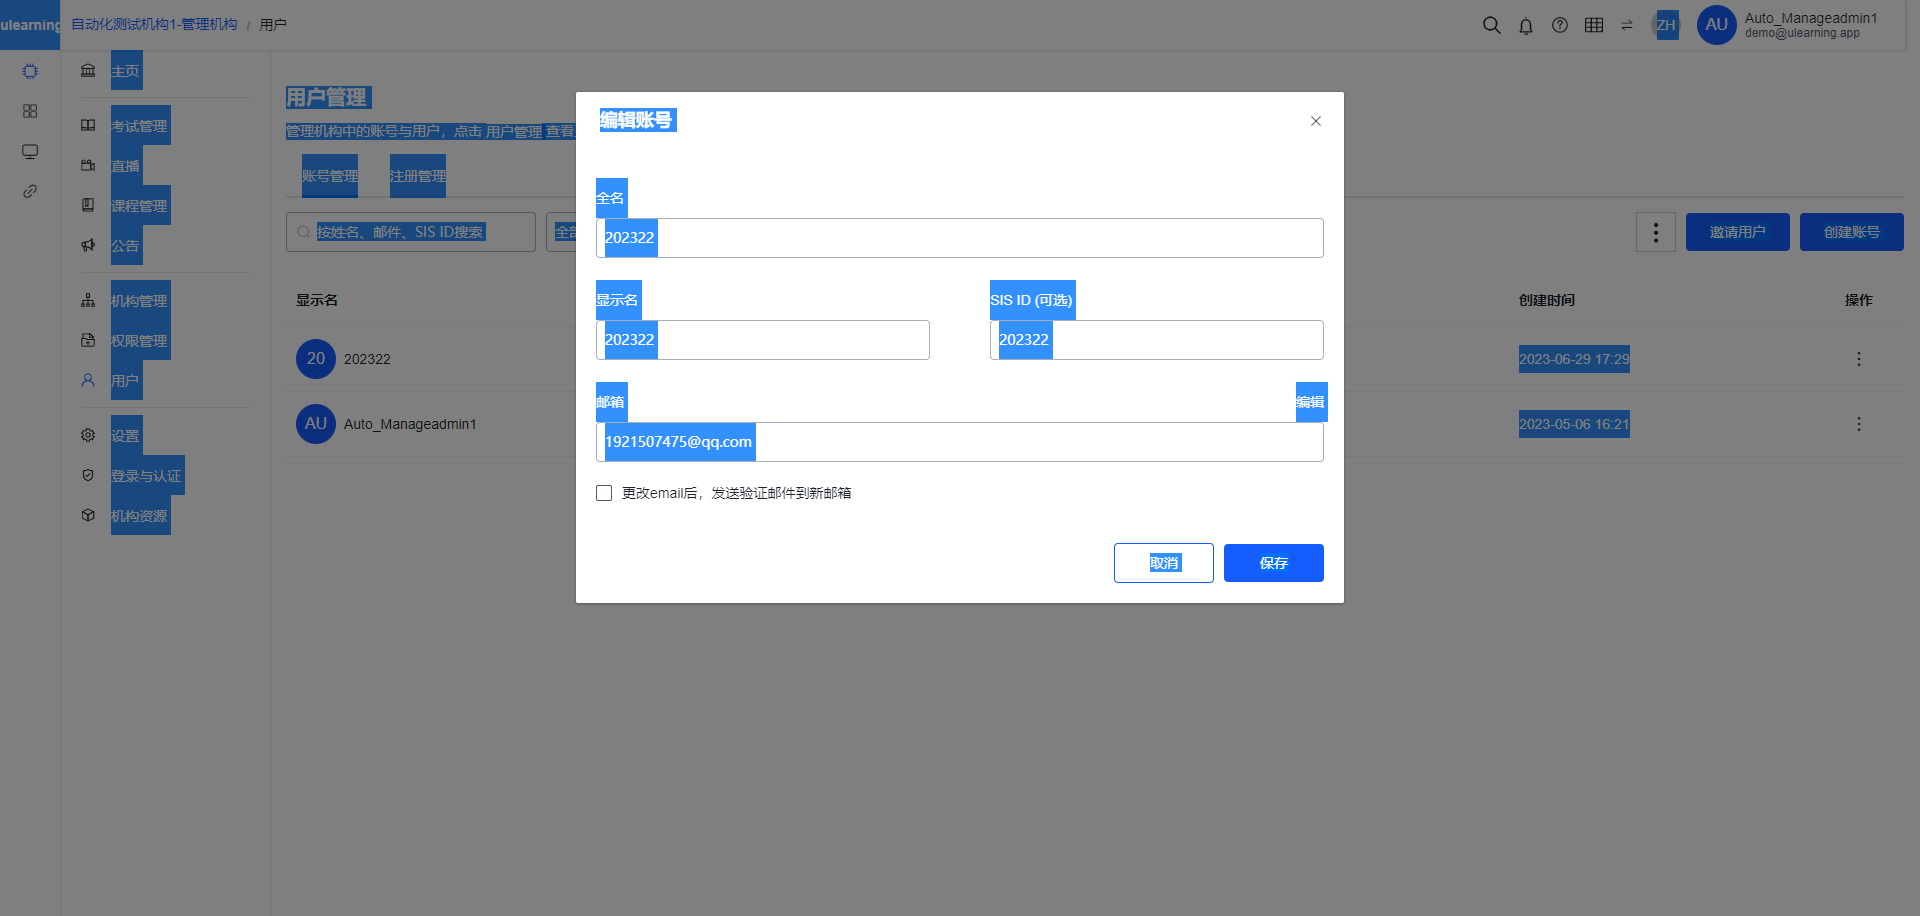 ulearning
自动化测试机构1-管理机构 / 用户
ZH
AU
Auto_Manageadmin1
demo@ulearning.app
主页
考试管理
直播
课程管理
公告
机构管理
权限管理
用户
设置
登录与认证
机构资源
用户管理
管理机构中的账号与用户，点击 用户管理 查看
账号管理
注册管理
按姓名、邮件、SIS ID搜索
邀请用户
创建账号
显示名
创建时间
操作
20
202322
2023-06-29 17:29
AU
Auto_Manageadmin1
2023-05-06 16:21
编辑账号
全名
202322
显示名
SIS ID (可选)
202322
202322
邮箱
编辑
1921507475@qq.com
更改email后，发送验证邮件到新邮箱
取消
保存